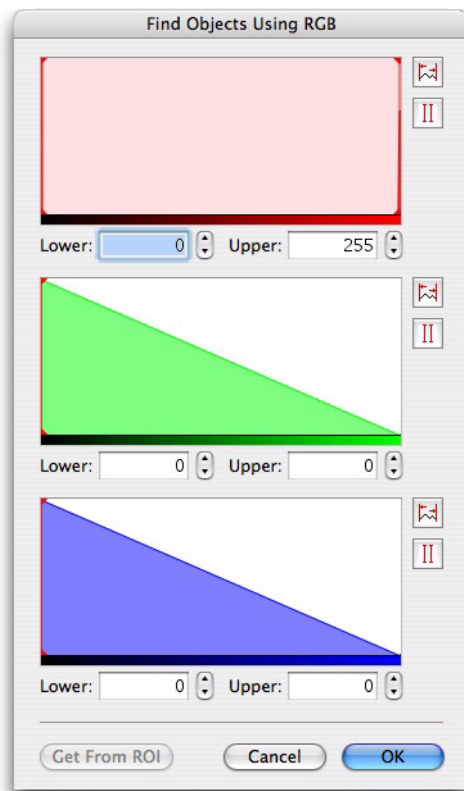 Find Objects Using RGB
Lower: 0 Upper: 255
Lower: 0 Upper: 0
Lower: 0 Upper: 0
Get From ROI Cancel OK